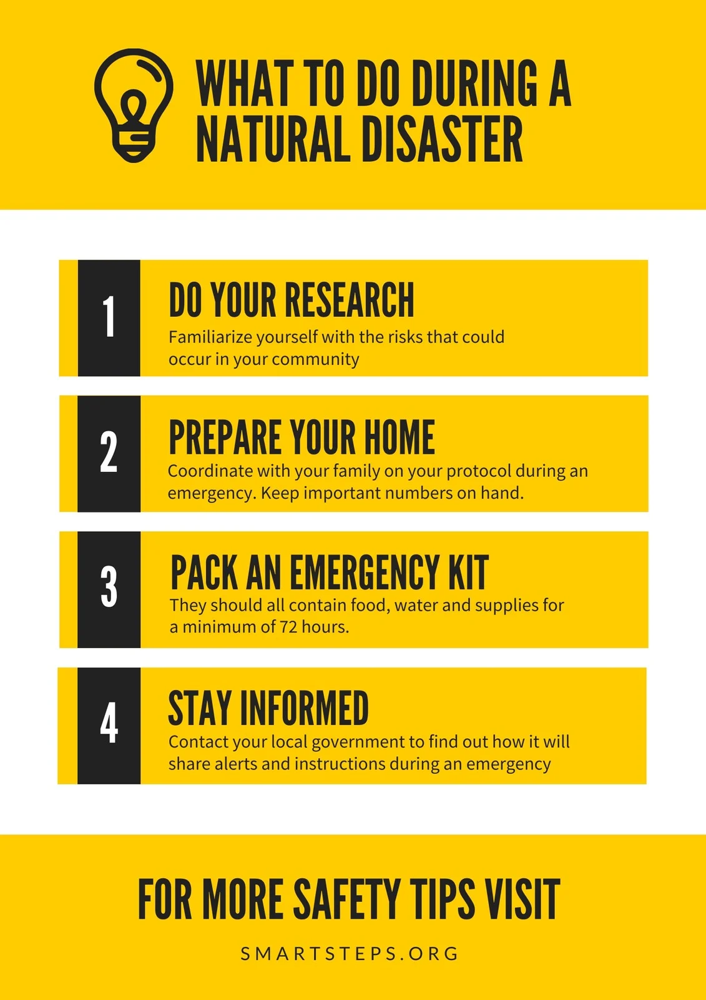 WHAT TO DO DURING A
NATURAL DISASTER
1
DO YOUR RESEARCH
Familiarize yourself with the risks that could
occur in your community
2
PREPARE YOUR HOME
Coordinate with your family on your protocol during an
emergency. Keep important numbers on hand.
3
PACK AN EMERGENCY KIT
They should all contain food, water and supplies for
a minimum of 72 hours.
4
STAY INFORMED
Contact your local government to find out how it will
share alerts and instructions during an emergency
FOR MORE SAFETY TIPS VISIT
SMARTSTEPS.ORG